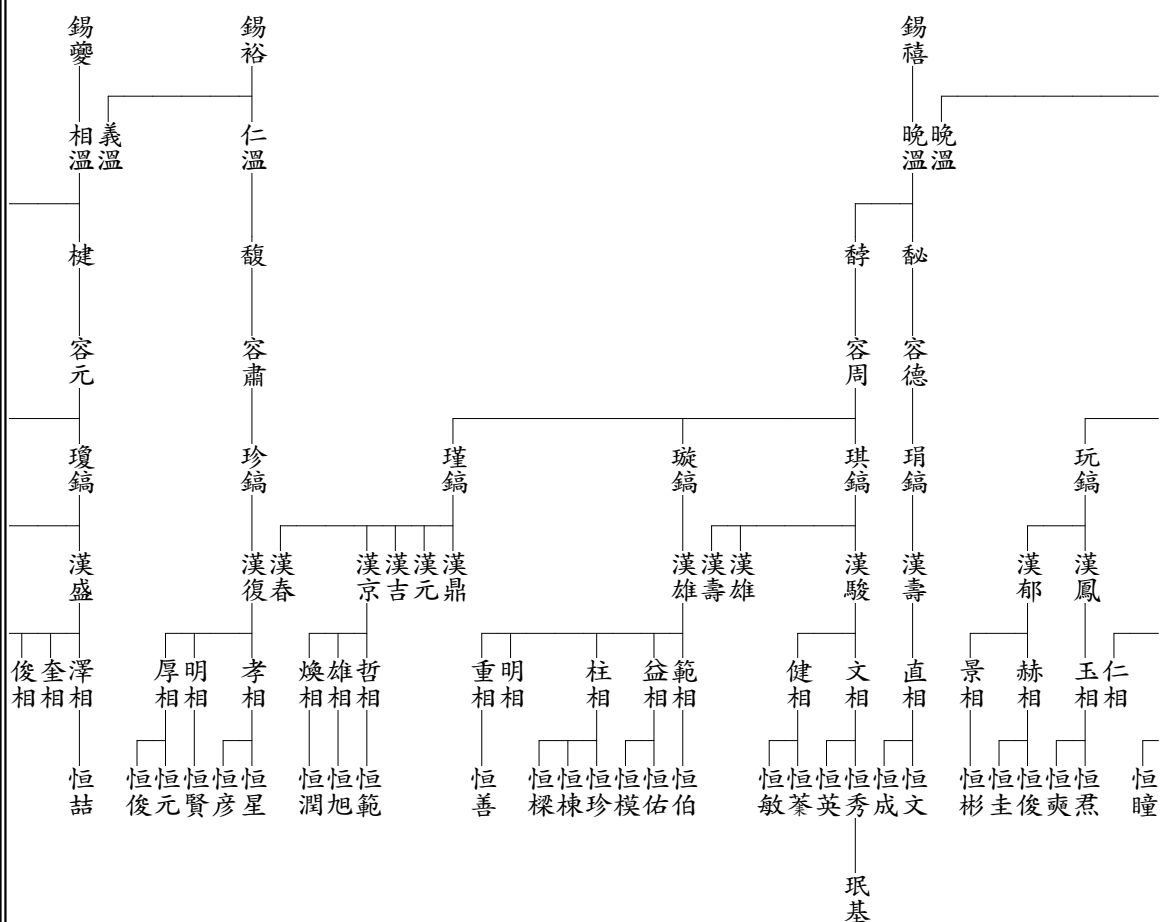 錫禧
錫裕
錫夔
晩溫
晩溫
仁溫
義溫
相溫
馝
馞
馥
楗
容德
容周
容肅
容元
玩鎬
琄鎬
琪鎬
璇鎬
瑾鎬
珍鎬
瓊鎬
漢鳳
漢郁
漢壽
漢駿
漢雄
漢壽
漢雄
漢鼎
漢元
漢吉
漢京
漢春
漢復
漢盛
仁相
玉相
赫相
景相
直相
文相
健相
範相
益相
柱相
明相
重相
哲相
雄相
煥相
孝相
明相
厚相
澤相
奎相
俊相
恒瞳
恒焄
恒奭
恒俊
恒圭
恒彬
恒文
恒成
恒秀
恒英
恒敏
恒伯
恒佑
恒模
恒珍
恒棟
恒樑
恒善
恒範
恒旭
恒潤
恒星
恒彦
恒賢
恒元
恒俊
恒喆
珉基